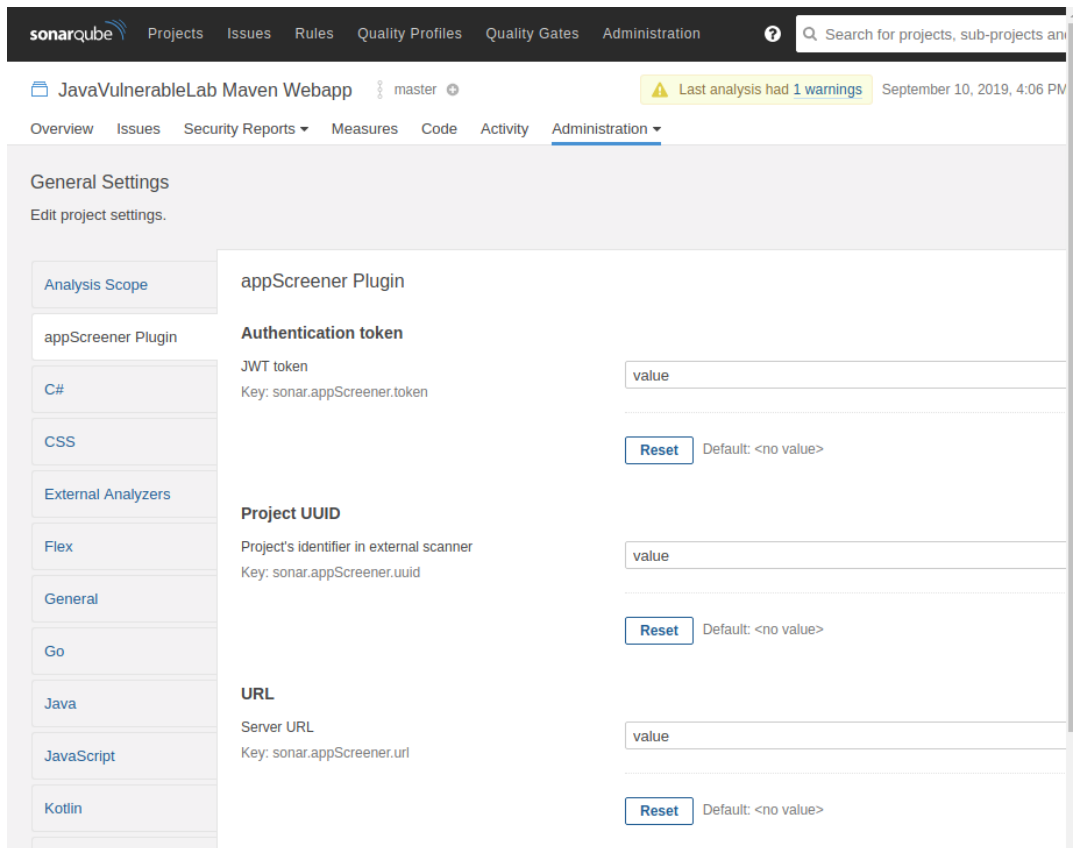 sonarqube Projects Issues Rules Quality Profiles Quality Gates Administration ? Search for projects, sub-projects an
JavaVulnerableLab Maven Webapp master Last analysis had 1 warnings September 10, 2019, 4:06 PM
Overview Issues Security Reports Measures Code Activity Administration
General Settings
Edit project settings.
Analysis Scope
appScreener Plugin
C#
CSS
External Analyzers
Flex
General
Go
Java
JavaScript
Kotlin
appScreener Plugin
Authentication token
JWT token
Key: sonar.appScreener.token
value
Reset Default: <no value>
Project UUID
Project's identifier in external scanner
Key: sonar.appScreener.uuid
value
Reset Default: <no value>
URL
Server URL
Key: sonar.appScreener.url
value
Reset Default: <no value>